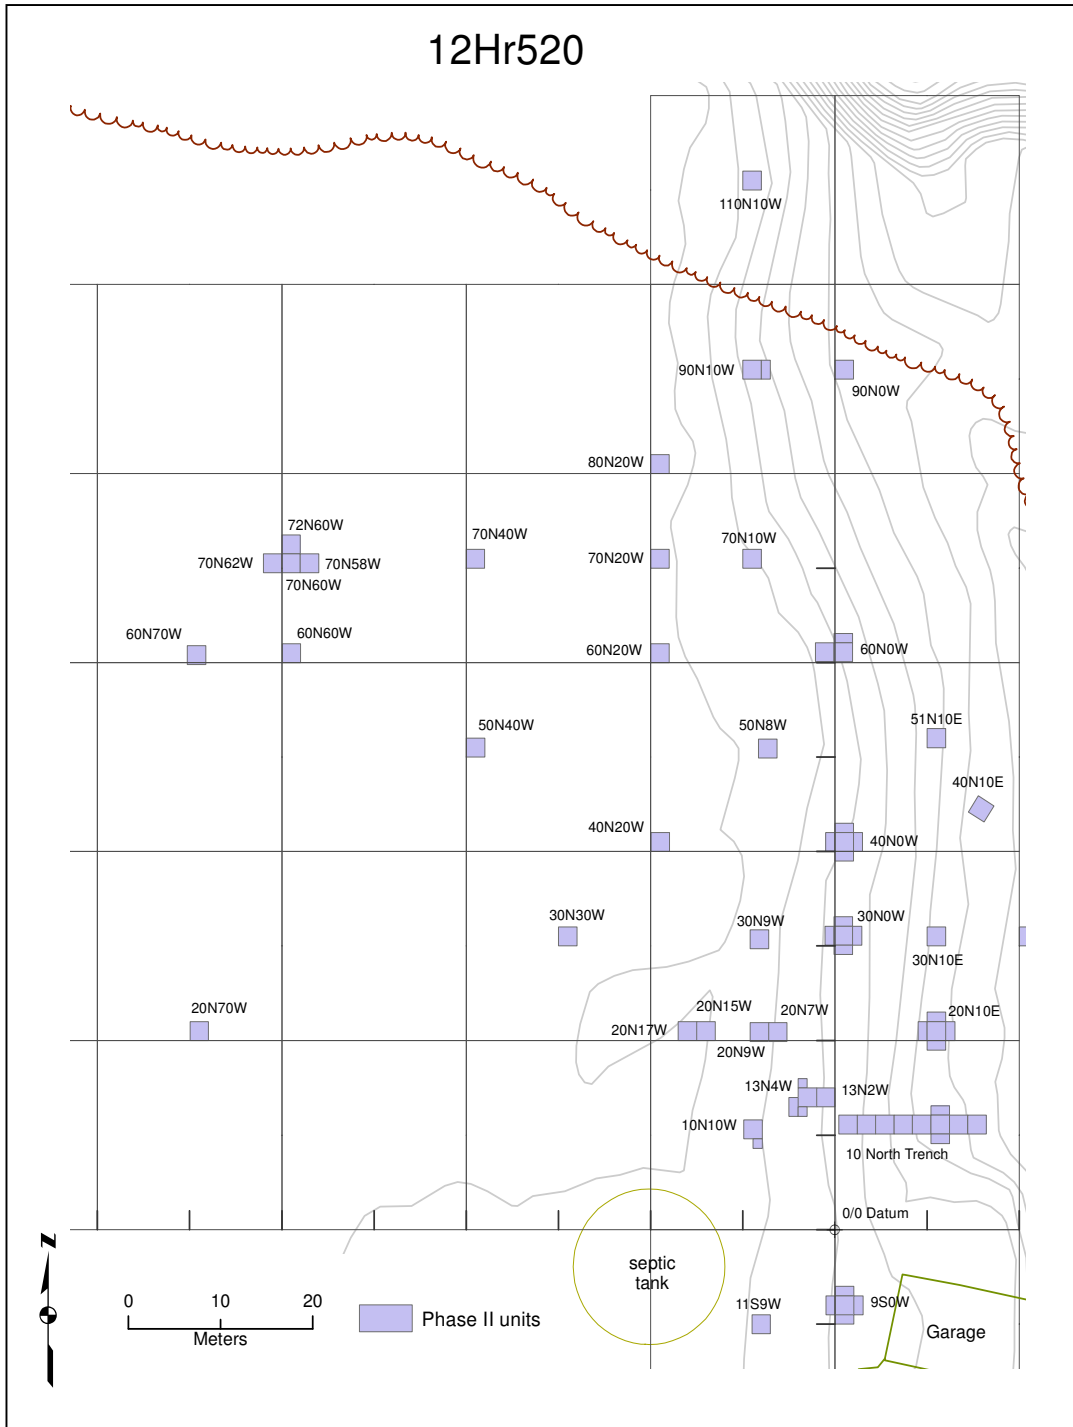 12Hr520
110N10W
90N10W
90N0W
80N20W
72N60W
70N40W
70N10W
70N62W
70N58W
70N20W
70N60W
60N70W
60N60W
60N20W
60N0W
50N40W
50N8W
51N10E
40N10E
40N20W
40N0W
30N30W
30N9W
30N0W
30N10E
20N70W
20N15W
20N7W
20N10E
20N17W
20N9W
13N4W
13N2W
10N10W
10 North Trench
0/0 Datum
N
septic
tank
0 10 20
Meters
Phase II units
11S9W
9S0W
Garage